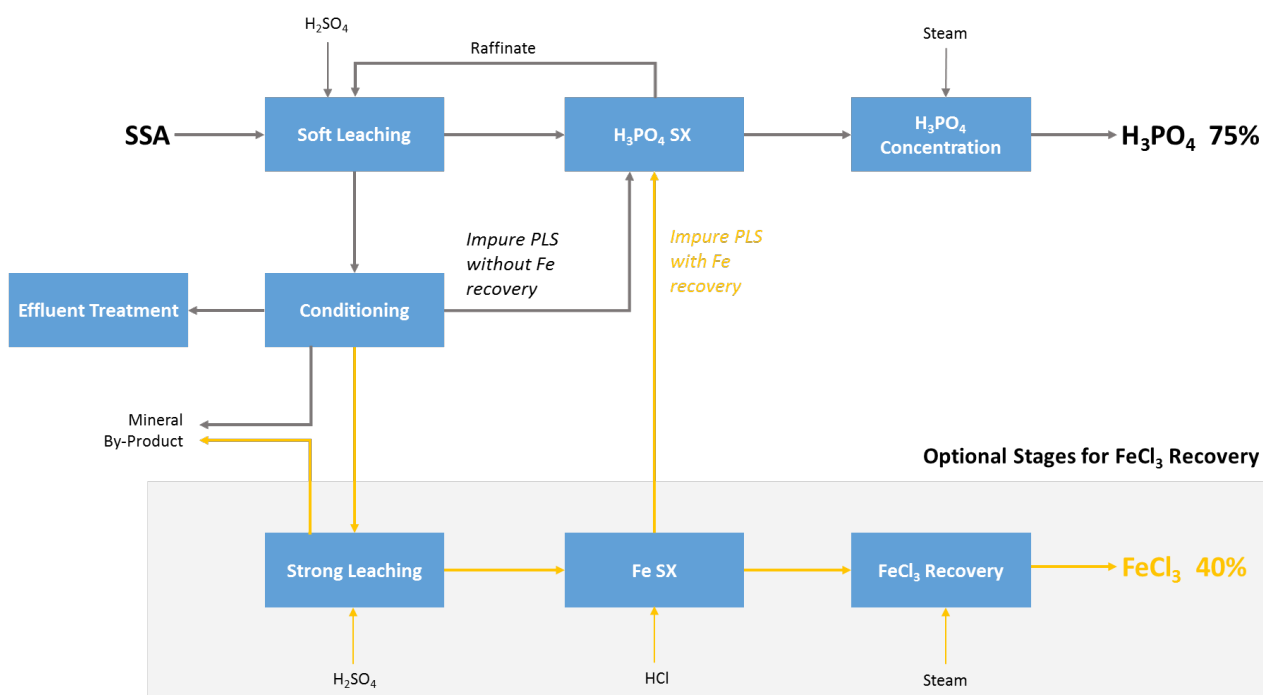 H₂SO₄
Raffinate
Steam
SSA
Soft Leaching
H₃PO₄ SX
H₃PO₄
Concentration
H₃PO₄ 75%
Impure PLS
without Fe
recovery
Impure PLS
with Fe
recovery
Effluent Treatment
Conditioning
Mineral
By-Product
Optional Stages for FeCl₃ Recovery
Strong Leaching
Fe SX
FeCl₃ Recovery
FeCl₃ 40%
H₂SO₄
HCl
Steam